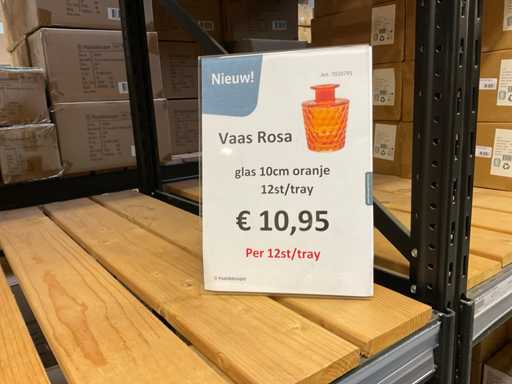 Nieuw!
Vaas Rosa
glas 10cm oranje
12st/tray
€ 10,95
Per 12st/tray